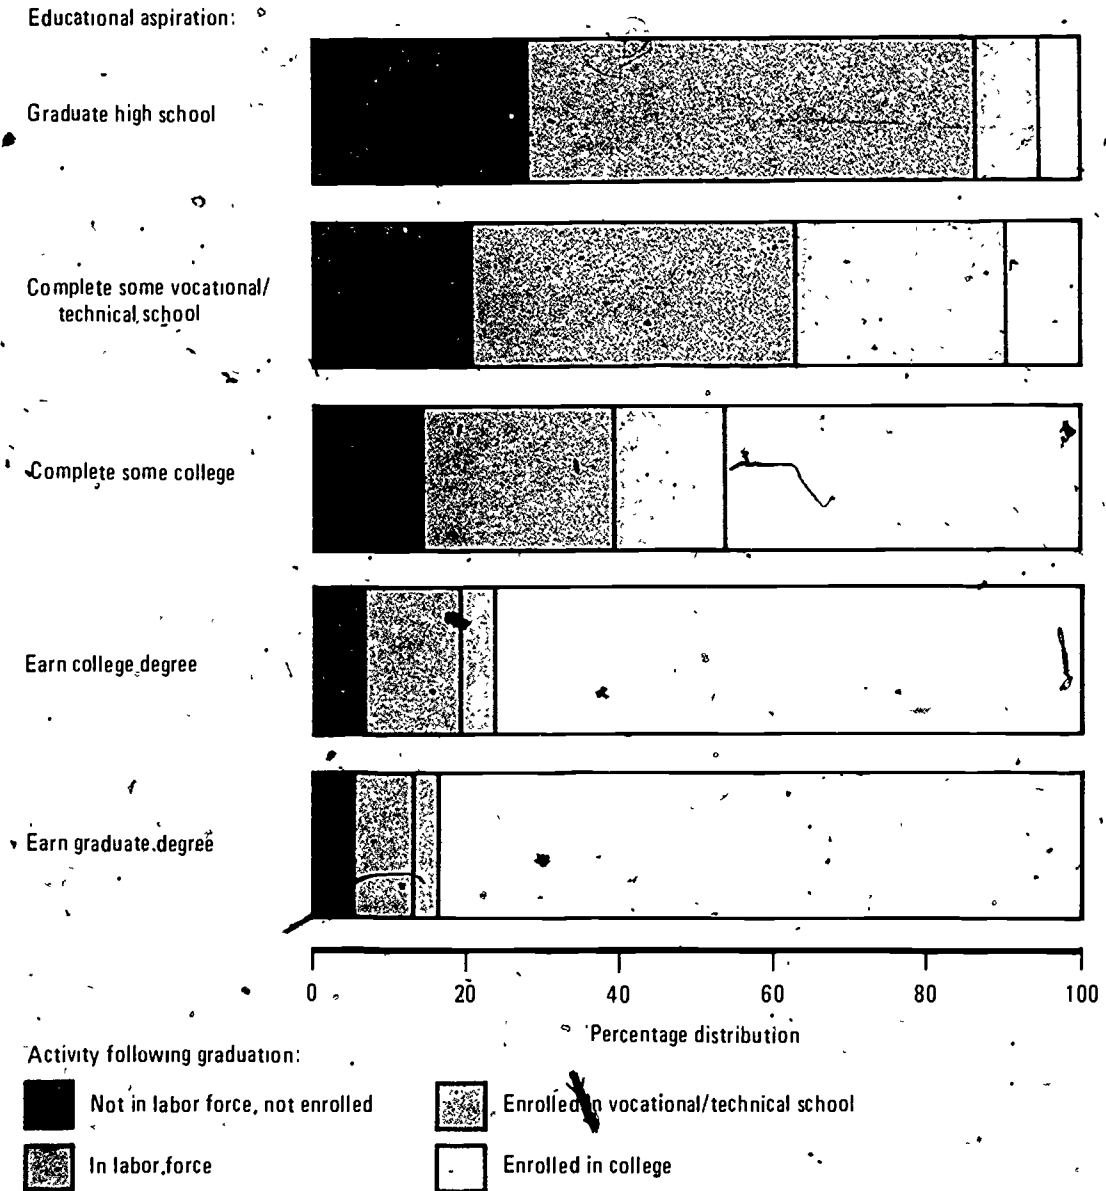 Educational aspiration:
Graduate high school
Complete some vocational/
technical school
Complete some college
Earn college degree
Earn graduate degree
0 20 40 60 80 100
Percentage distribution
Activity following graduation:
Not in labor force, not enrolled
Enrolled in vocational/technical school
In labor force
Enrolled in college